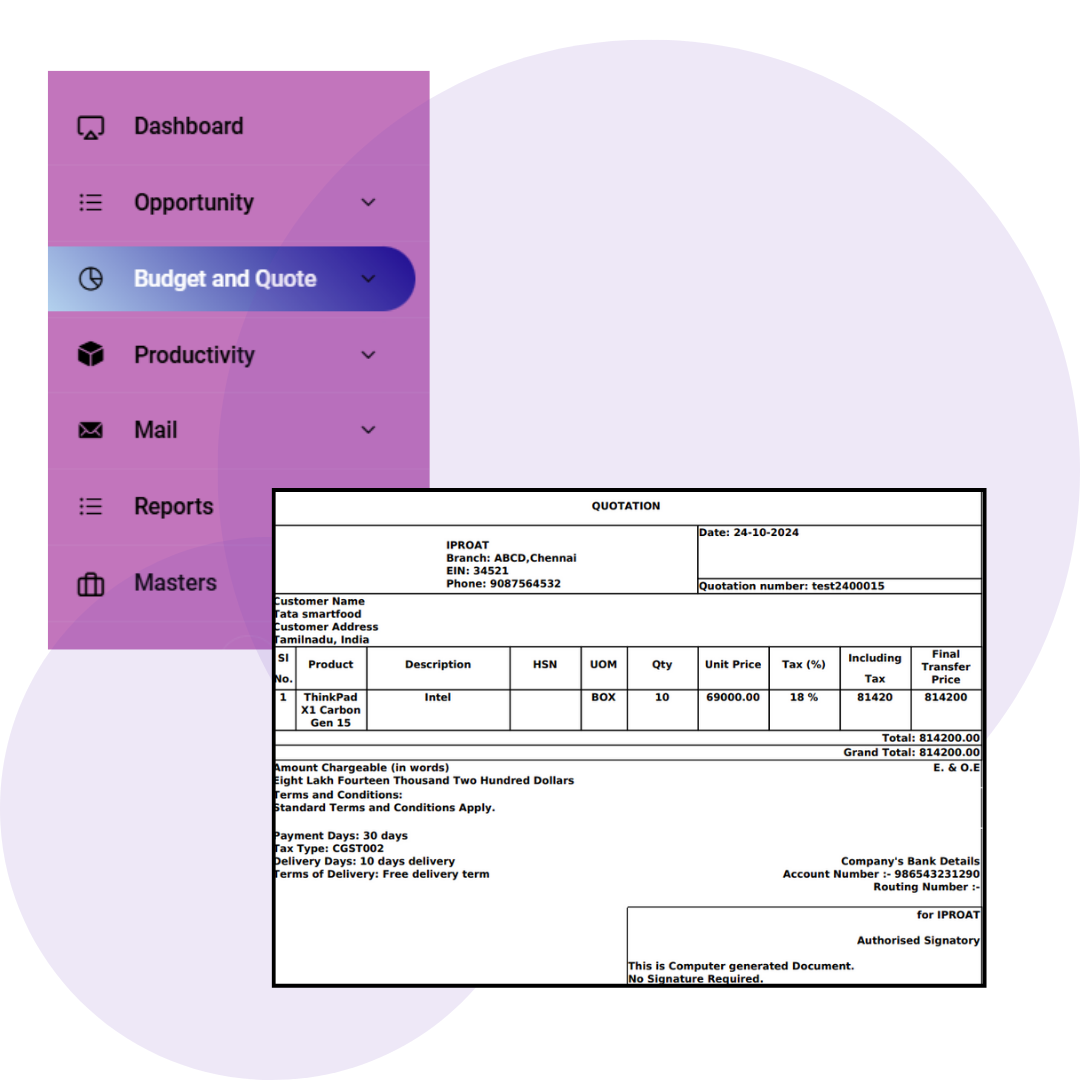 Dashboard
Opportunity
Budget and Quote
Productivity
Mail
Reports
Masters
QUOTATION
IPROAT
Branch: ABCD,Chennai
EIN: 34521
Phone: 9087564532
Date: 24-10-2024
Quotation number: test2400015
Customer Name
Tata smartfood
Customer Address
Tamilnadu, India
SI No. Product Description HSN UOM Qty Unit Price Tax (%) Including Tax Final Transfer Price
1 ThinkPad X1 Carbon Gen 15 Intel BOX 10 69000.00 18 % 81420 814200
Total: 814200.00
Grand Total: 814200.00
Amount Chargeable (in words) E. & O.E
Eight Lakh Fourteen Thousand Two Hundred Dollars
Terms and Conditions:
Standard Terms and Conditions Apply.
Payment Days: 30 days
Tax Type: CGST002
Delivery Days: 10 days delivery
Terms of Delivery: Free delivery term
Company's Bank Details
Account Number :- 986543231290
Routing Number :-
for IPROAT
Authorised Signatory
This is Computer generated Document.
No Signature Required.